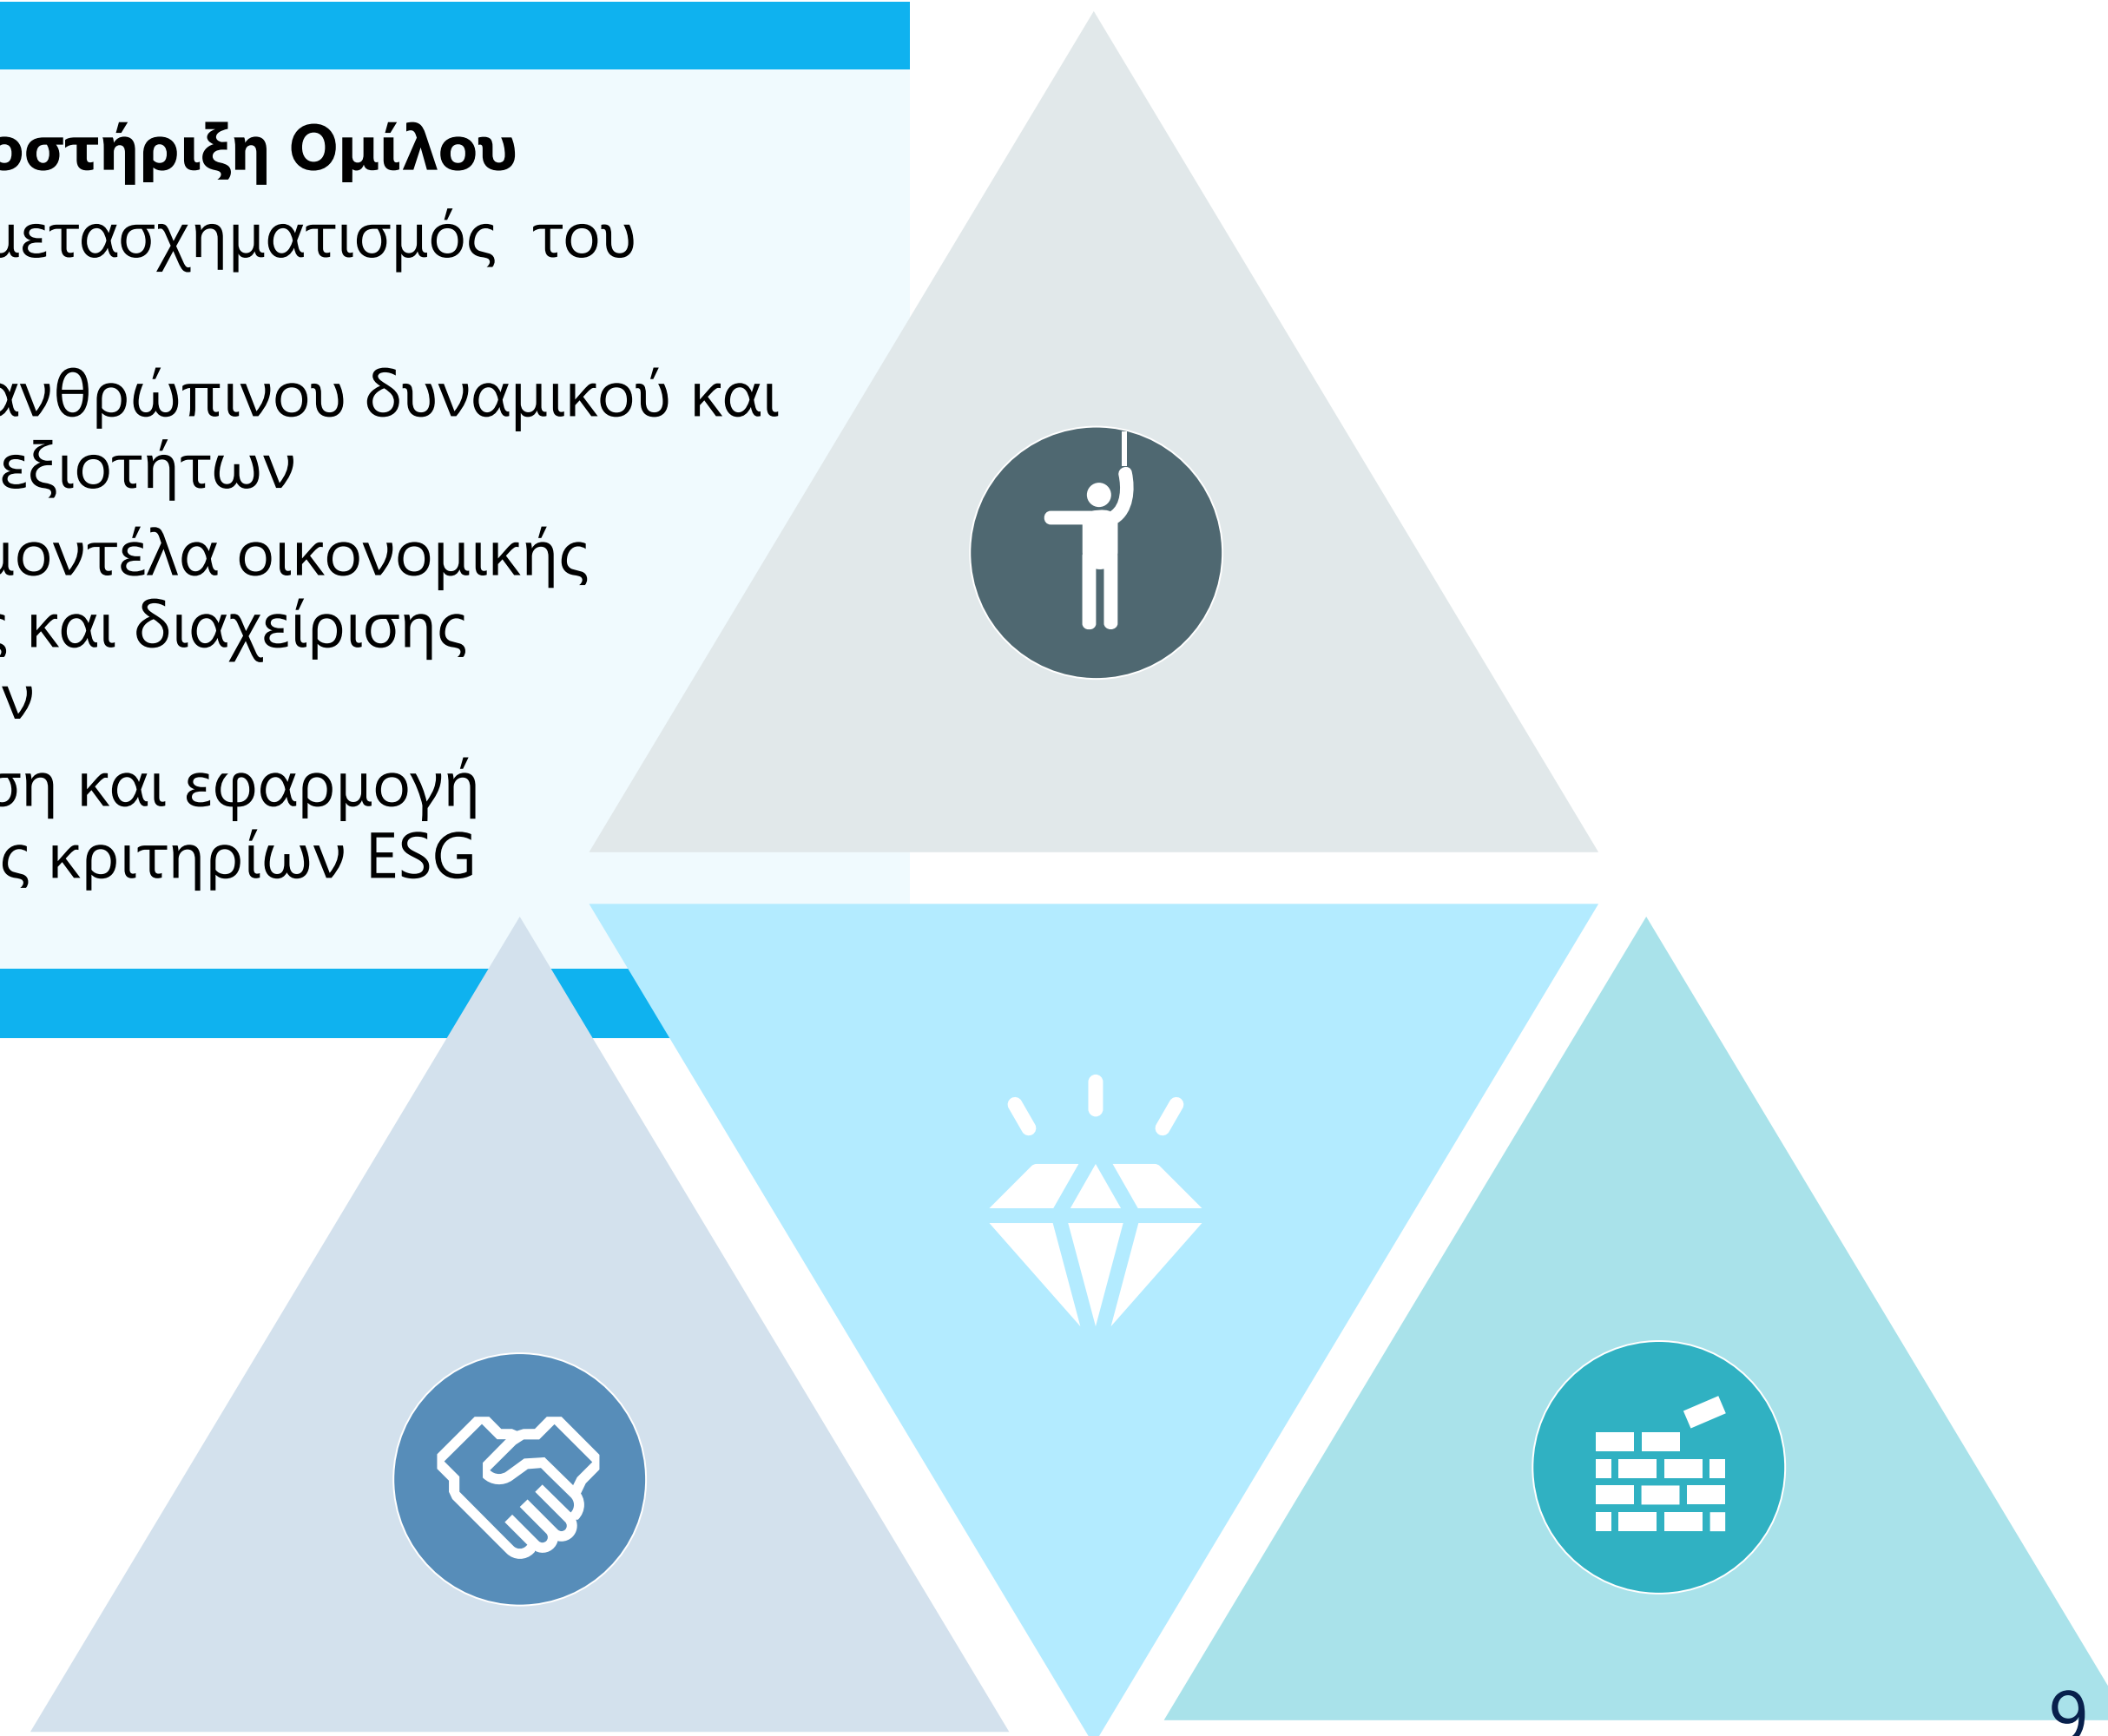 οστήριξη Ομίλου
μετασχηματισμός του
ανθρώπινου δυναμικού και
εξιοτήτων
μοντέλα οικονομικής
ς και διαχείρισης
ν
ση και εφαρμογή
ς κριτηρίων ESG
9